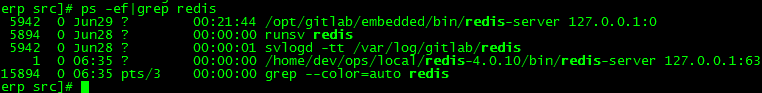 erp src]# ps -ef|grep redis
5942 0 Jun29 ? 00:21:44 /opt/gitlab/embedded/bin/redis-server 127.0.0.1:0
5894 0 Jun28 ? 00:00:00 runsv redis
5942 0 Jun28 ? 00:00:01 svlogd -tt /var/log/gitlab/redis
1 0 06:35 ? 00:00:00 /home/dev/ops/local/redis-4.0.10/bin/redis-server 127.0.0.1:63
15894 0 06:35 pts/3 00:00:00 grep --color=auto redis
erp src]#